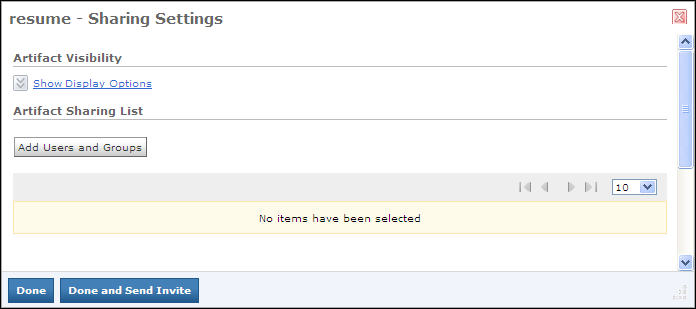 resume - Sharing Settings
Artifact Visibility
Show Display Options
Artifact Sharing List
Add Users and Groups
10
No items have been selected
Done
Done and Send Invite